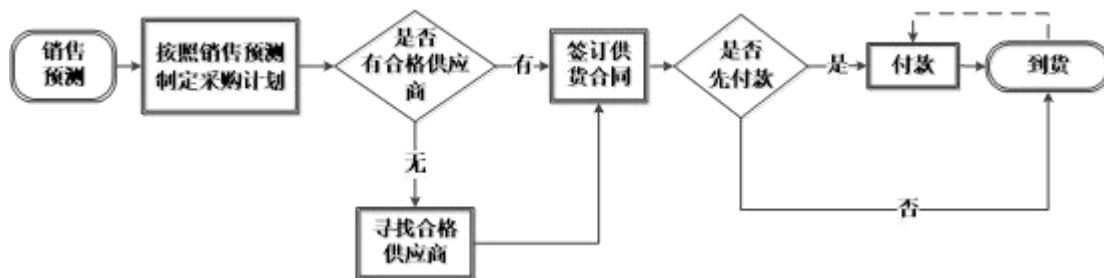 销售
预测
按照销售预测
制定采购计划
是否
有合格供应
商
有
无
寻找合格
供应商
签订供
货合同
是否
先付款
是
否
付款
到货